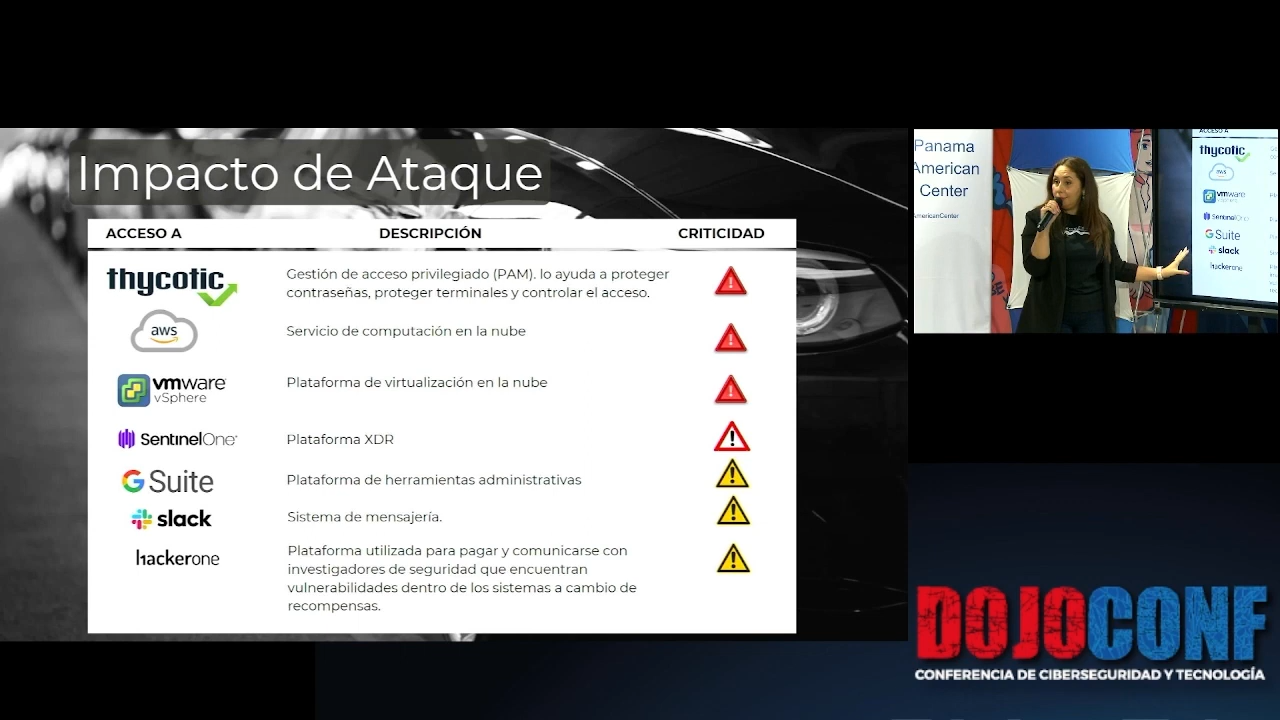 Impacto de Ataque
ACCESO A DESCRIPCIÓN CRITICIDAD
thycotic
Gestión de acceso privilegiado (PAM). lo ayuda a proteger
contraseñas, proteger terminales y controlar el acceso.
aws
Servicio de computación en la nube
vmware
vSphere
Plataforma de virtualización en la nube
SentinelOne
Plataforma XDR
G Suite
Plataforma de herramientas administrativas
slack
Sistema de mensajería.
hackerone
Plataforma utilizada para pagar y comunicarse con
investigadores de seguridad que encuentran
vulnerabilidades dentro de los sistemas a cambio de
recompensas.
Panama
American
Center
AmericanCenter
ACCESO A
thycotic
aws
vmware
SentinelOne
G Suite
slack
hackerone
DOJOCONF
CONFERENCIA DE CIBERSEGURIDAD Y TECNOLOGÍA